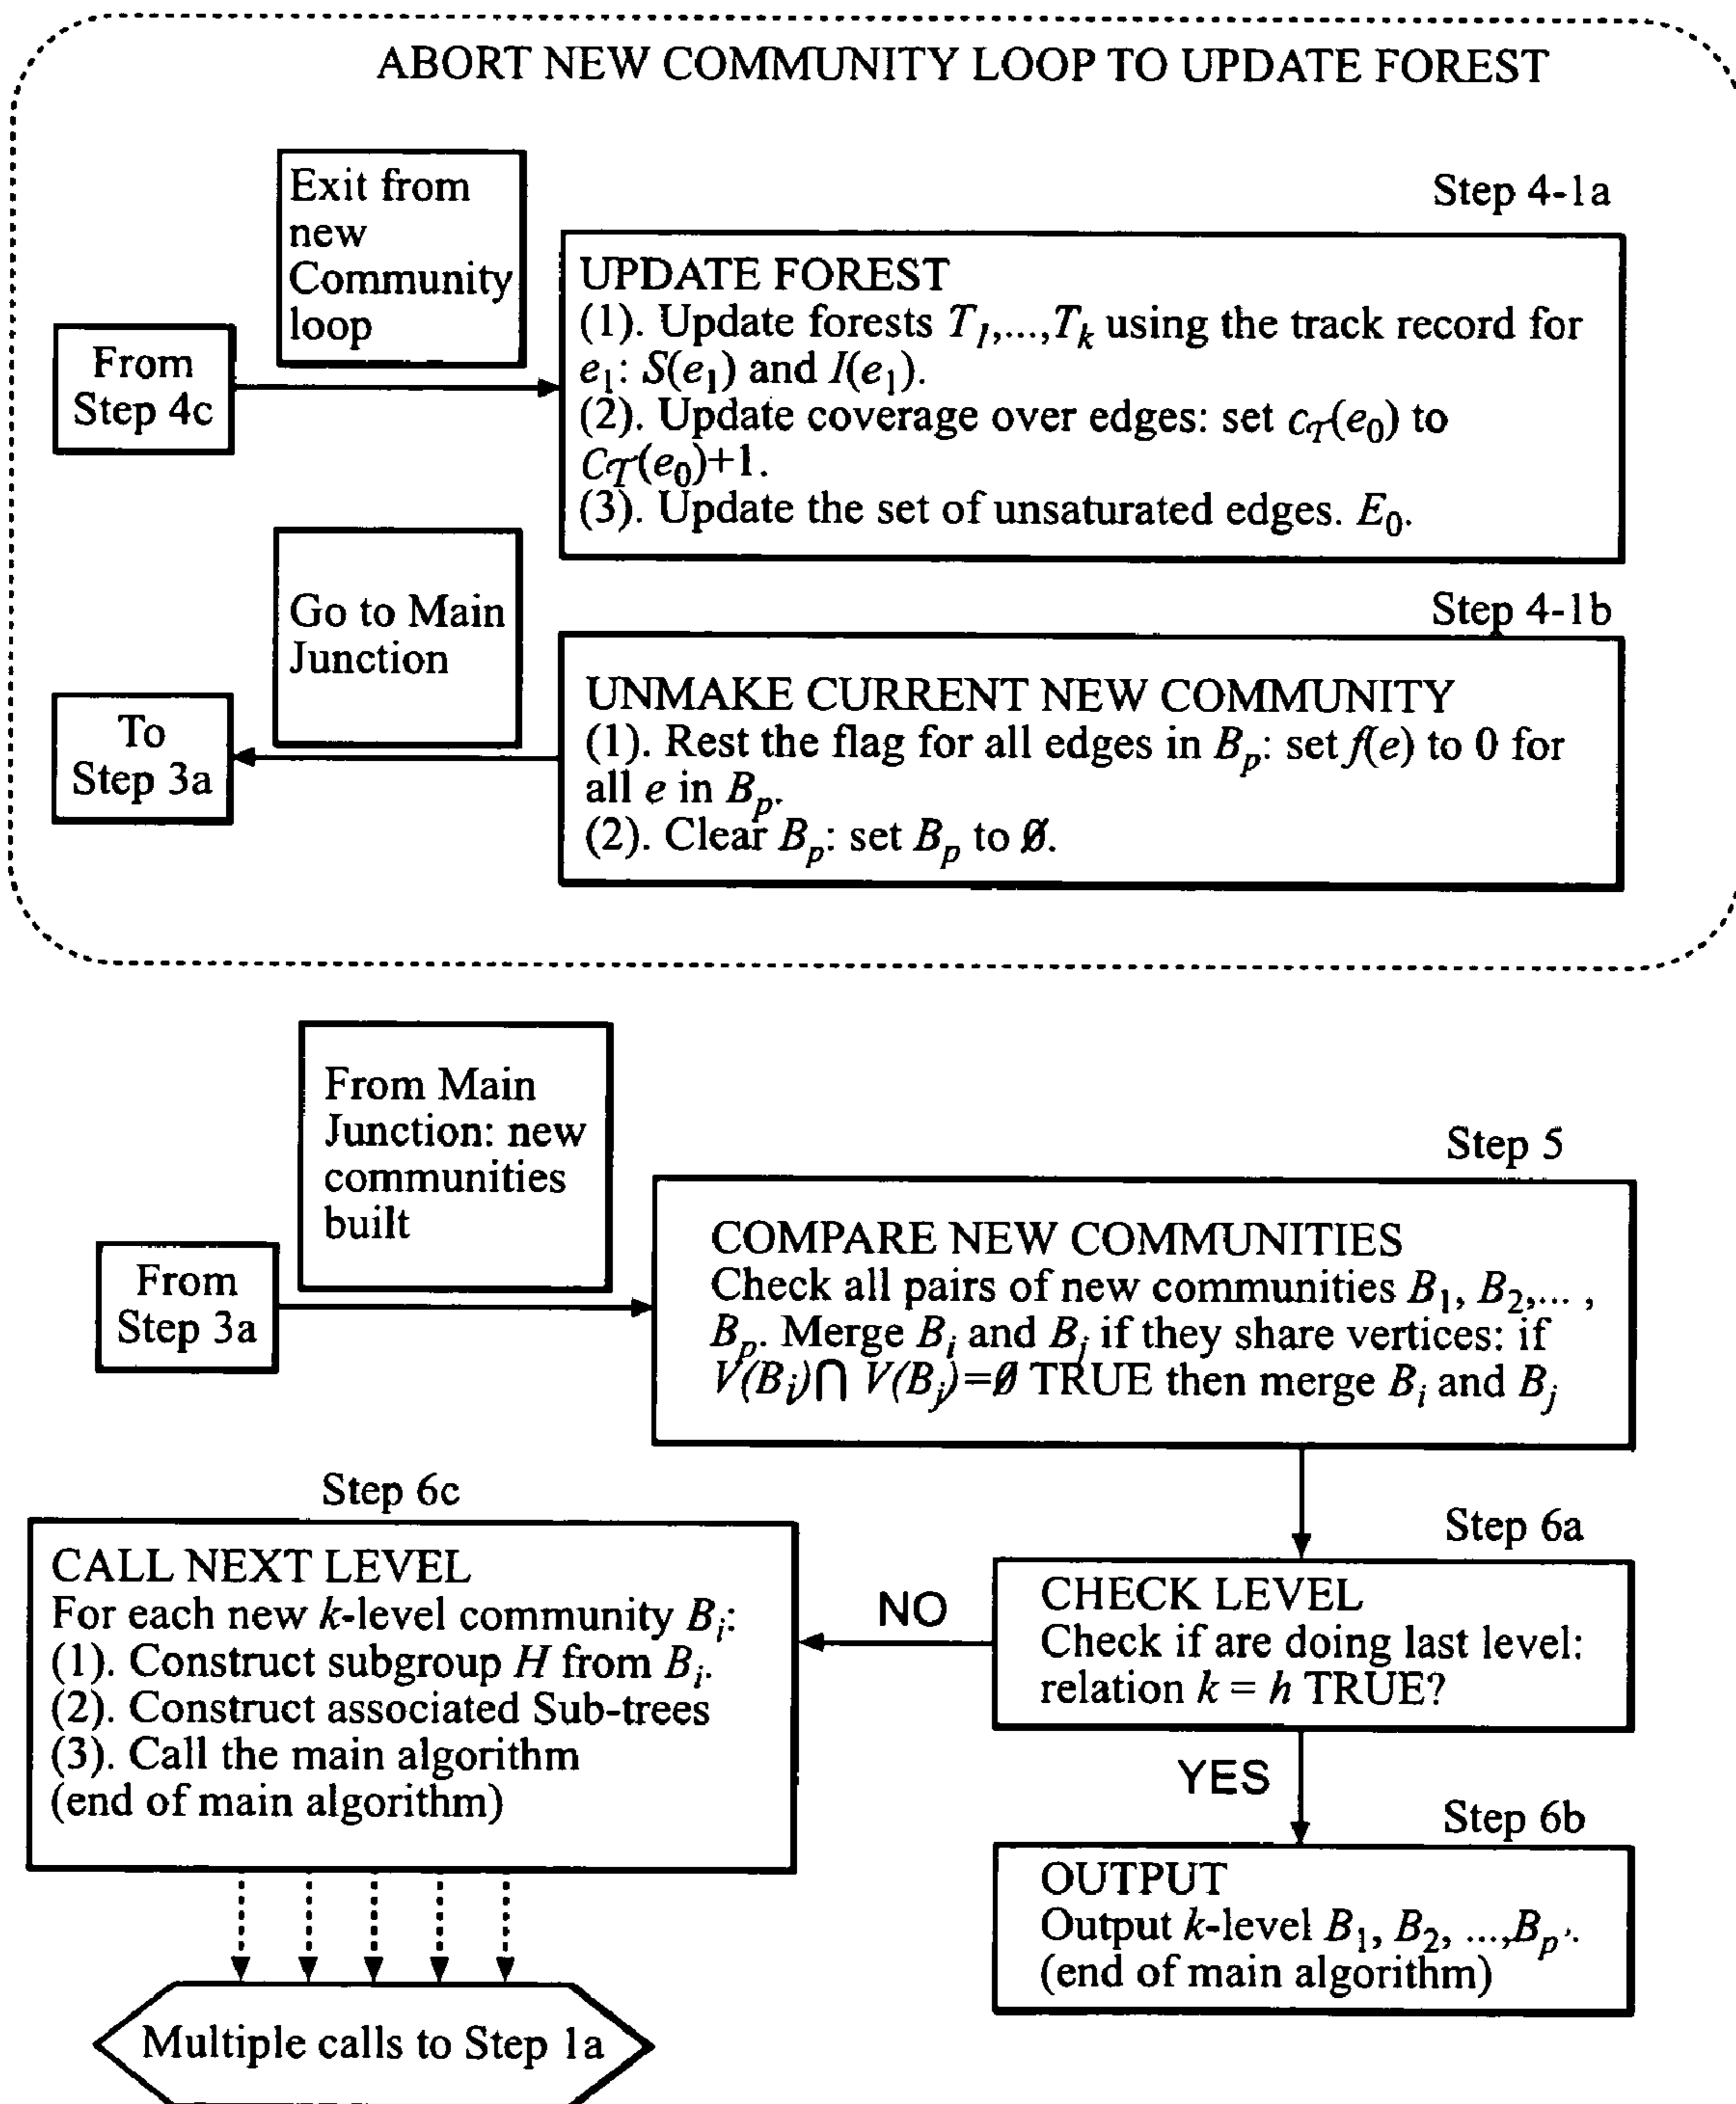 ABORT NEW COMMUNITY LOOP TO UPDATE FOREST
Exit from
new
Community
loop
From
Step 4c
Step 4-1a
UPDATE FOREST
(1). Update forests T₁,...,Tₖ using the track record for
e₁: S(e₁) and I(e₁).
(2). Update coverage over edges: set c_𝒯(e₀) to
C_𝒯(e₀)+1.
(3). Update the set of unsaturated edges. E₀.
Go to Main
Junction
To
Step 3a
Step 4-1b
UNMAKE CURRENT NEW COMMUNITY
(1). Rest the flag for all edges in Bₚ: set f(e) to 0 for
all e in Bₚ.
(2). Clear Bₚ: set Bₚ to Ø.
From Main
Junction: new
communities
built
From
Step 3a
Step 5
COMPARE NEW COMMUNITIES
Check all pairs of new communities B₁, B₂,... ,
Bₚ. Merge Bᵢ and Bⱼ if they share vertices: if
V(Bᵢ)∩ V(Bⱼ)=Ø TRUE then merge Bᵢ and Bⱼ
Step 6a
CHECK LEVEL
Check if are doing last level:
relation k = h TRUE?
NO
YES
Step 6c
CALL NEXT LEVEL
For each new k-level community Bᵢ:
(1). Construct subgroup H from Bᵢ.
(2). Construct associated Sub-trees
(3). Call the main algorithm
(end of main algorithm)
Step 6b
OUTPUT
Output k-level B₁, B₂, ...,Bₚ'.
(end of main algorithm)
Multiple calls to Step 1a